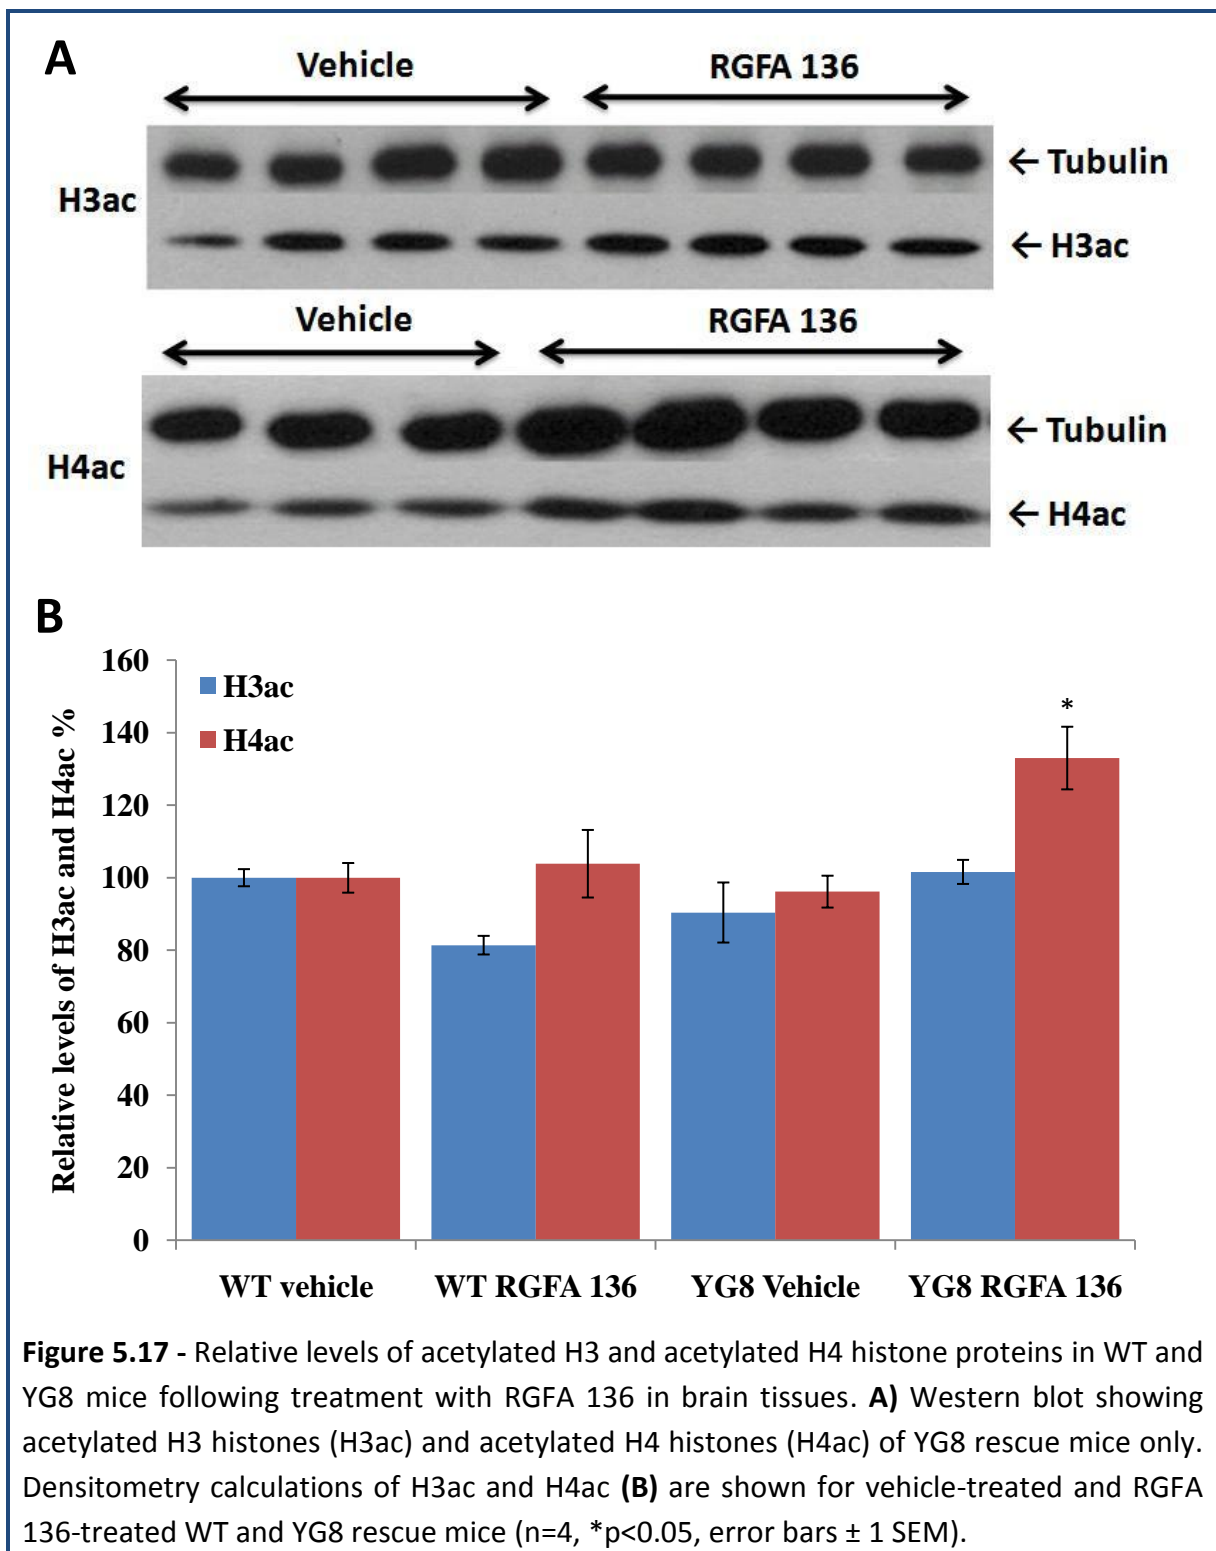 A
Vehicle RGFA 136
← Tubulin
H3ac
← H3ac
Vehicle RGFA 136
← Tubulin
H4ac
← H4ac
B
Relative levels of H3ac and H4ac %
160
140
120
100
80
60
40
20
0
H3ac
H4ac
*
WT vehicle WT RGFA 136 YG8 Vehicle YG8 RGFA 136
Figure 5.17 - Relative levels of acetylated H3 and acetylated H4 histone proteins in WT and
YG8 mice following treatment with RGFA 136 in brain tissues. A) Western blot showing
acetylated H3 histones (H3ac) and acetylated H4 histones (H4ac) of YG8 rescue mice only.
Densitometry calculations of H3ac and H4ac (B) are shown for vehicle-treated and RGFA
136-treated WT and YG8 rescue mice (n=4, *p<0.05, error bars ± 1 SEM).